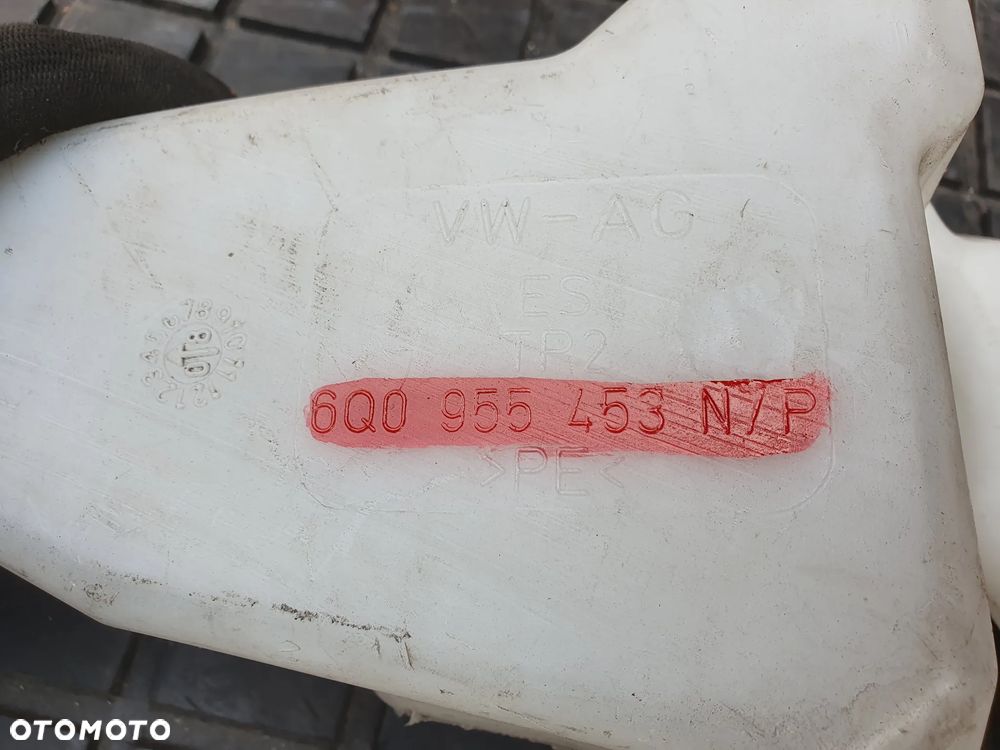 VW-AG
ES
TP2
6Q0 955 453 N/P
>PE<
OTOMOTO